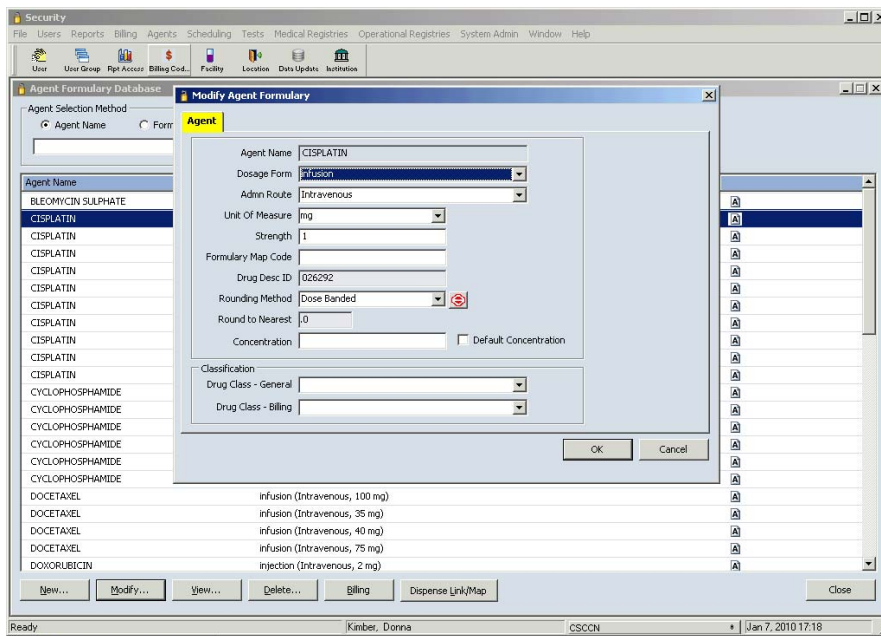 Security
File Users Reports Billing Agents Scheduling Tests Medical Registries Operational Registries System Admin Window Help
User User Group Rpt Access Billing Cod... Facility Location Data Update Institution
Agent Formulary Database
Agent Selection Method
Agent Name Form
Agent Name
BLEOMYCIN SULPHATE A
CISPLATIN A
CISPLATIN A
CISPLATIN A
CISPLATIN A
CISPLATIN A
CISPLATIN A
CISPLATIN A
CISPLATIN A
CISPLATIN A
CISPLATIN A
CYCLOPHOSPHAMIDE A
CYCLOPHOSPHAMIDE A
CYCLOPHOSPHAMIDE A
CYCLOPHOSPHAMIDE A
CYCLOPHOSPHAMIDE A
CYCLOPHOSPHAMIDE A
DOCETAXEL infusion (Intravenous, 100 mg) A
DOCETAXEL infusion (Intravenous, 35 mg) A
DOCETAXEL infusion (Intravenous, 40 mg) A
DOCETAXEL infusion (Intravenous, 75 mg) A
DOXORUBICIN injection (Intravenous, 2 mg) A
Modify Agent Formulary
Agent
Agent Name CISPLATIN
Dosage Form infusion
Admn Route Intravenous
Unit Of Measure mg
Strength 1
Formulary Map Code
Drug Desc ID 026292
Rounding Method Dose Banded
Round to Nearest .0
Concentration Default Concentration
Classification
Drug Class - General
Drug Class - Billing
OK Cancel
New... Modify... View... Delete... Billing Dispense Link/Map Close
Ready Kimber, Donna CSCCN * Jan 7, 2010 17:18